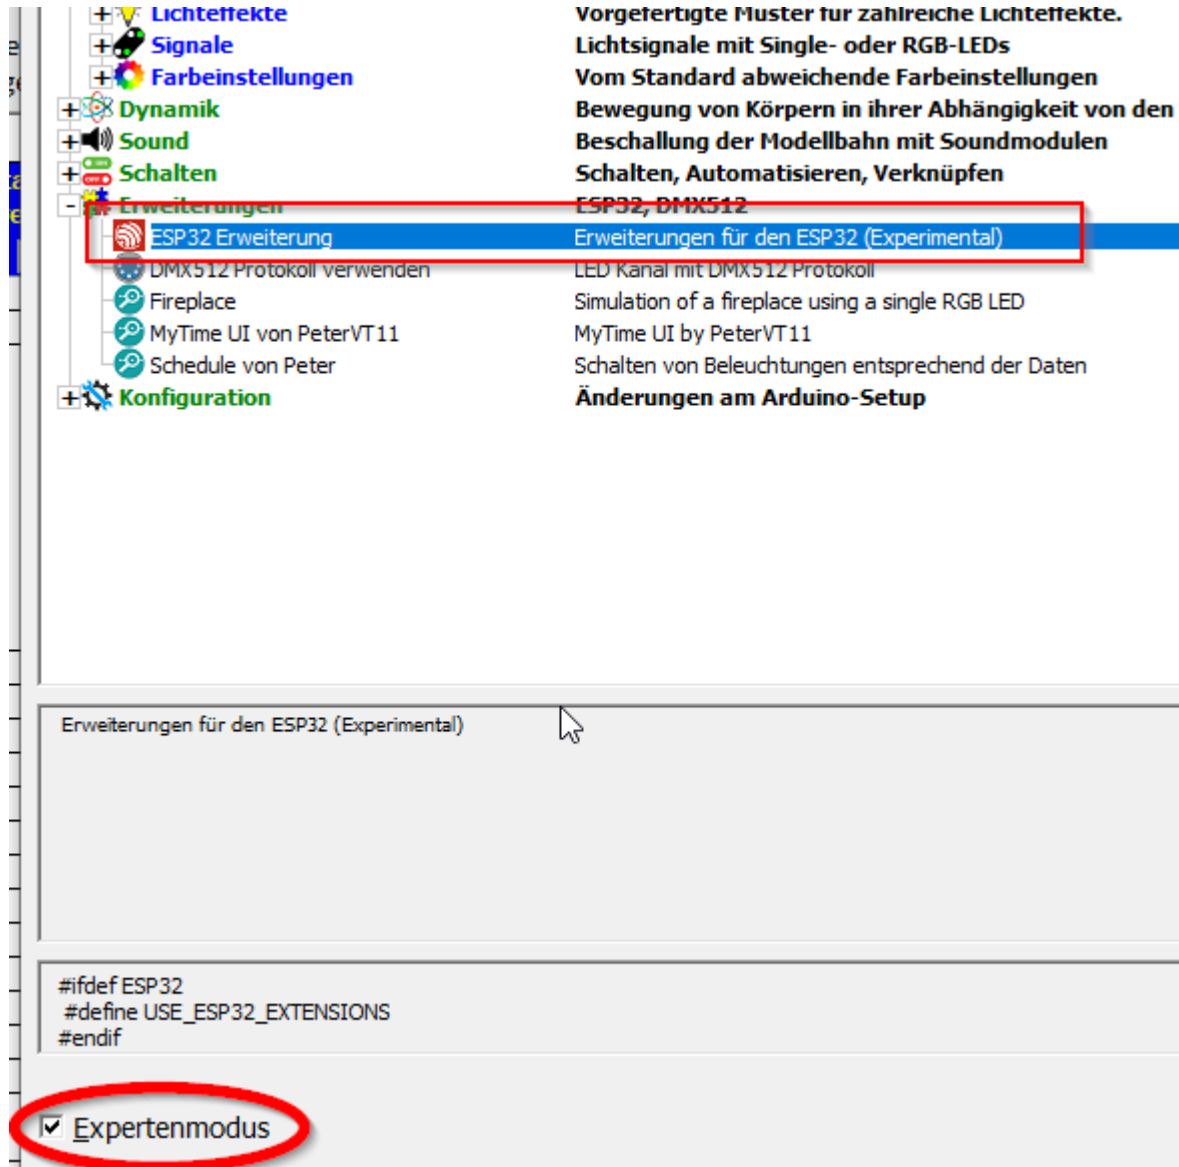 Lichteffekte Vorgefertigte Muster für zahlreiche Lichteffekte.
Signale Lichtsignale mit Single- oder RGB-LEDs
Farbeinstellungen Vom Standard abweichende Farbeinstellungen
Dynamik Bewegung von Körpern in ihrer Abhängigkeit von den
Sound Beschallung der Modellbahn mit Soundmodulen
Schalten Schalten, Automatisieren, Verknüpfen
Erweiterungen ESP32, DMX512
ESP32 Erweiterung Erweiterungen für den ESP32 (Experimental)
DMX512 Protokoll verwenden LED Kanal mit DMX512 Protokoll
Fireplace Simulation of a fireplace using a single RGB LED
MyTime UI von PeterVT11 MyTime UI by PeterVT11
Schedule von Peter Schalten von Beleuchtungen entsprechend der Daten
Konfiguration Änderungen am Arduino-Setup
Erweiterungen für den ESP32 (Experimental)
#ifdef ESP32
#define USE_ESP32_EXTENSIONS
#endif
Expertenmodus